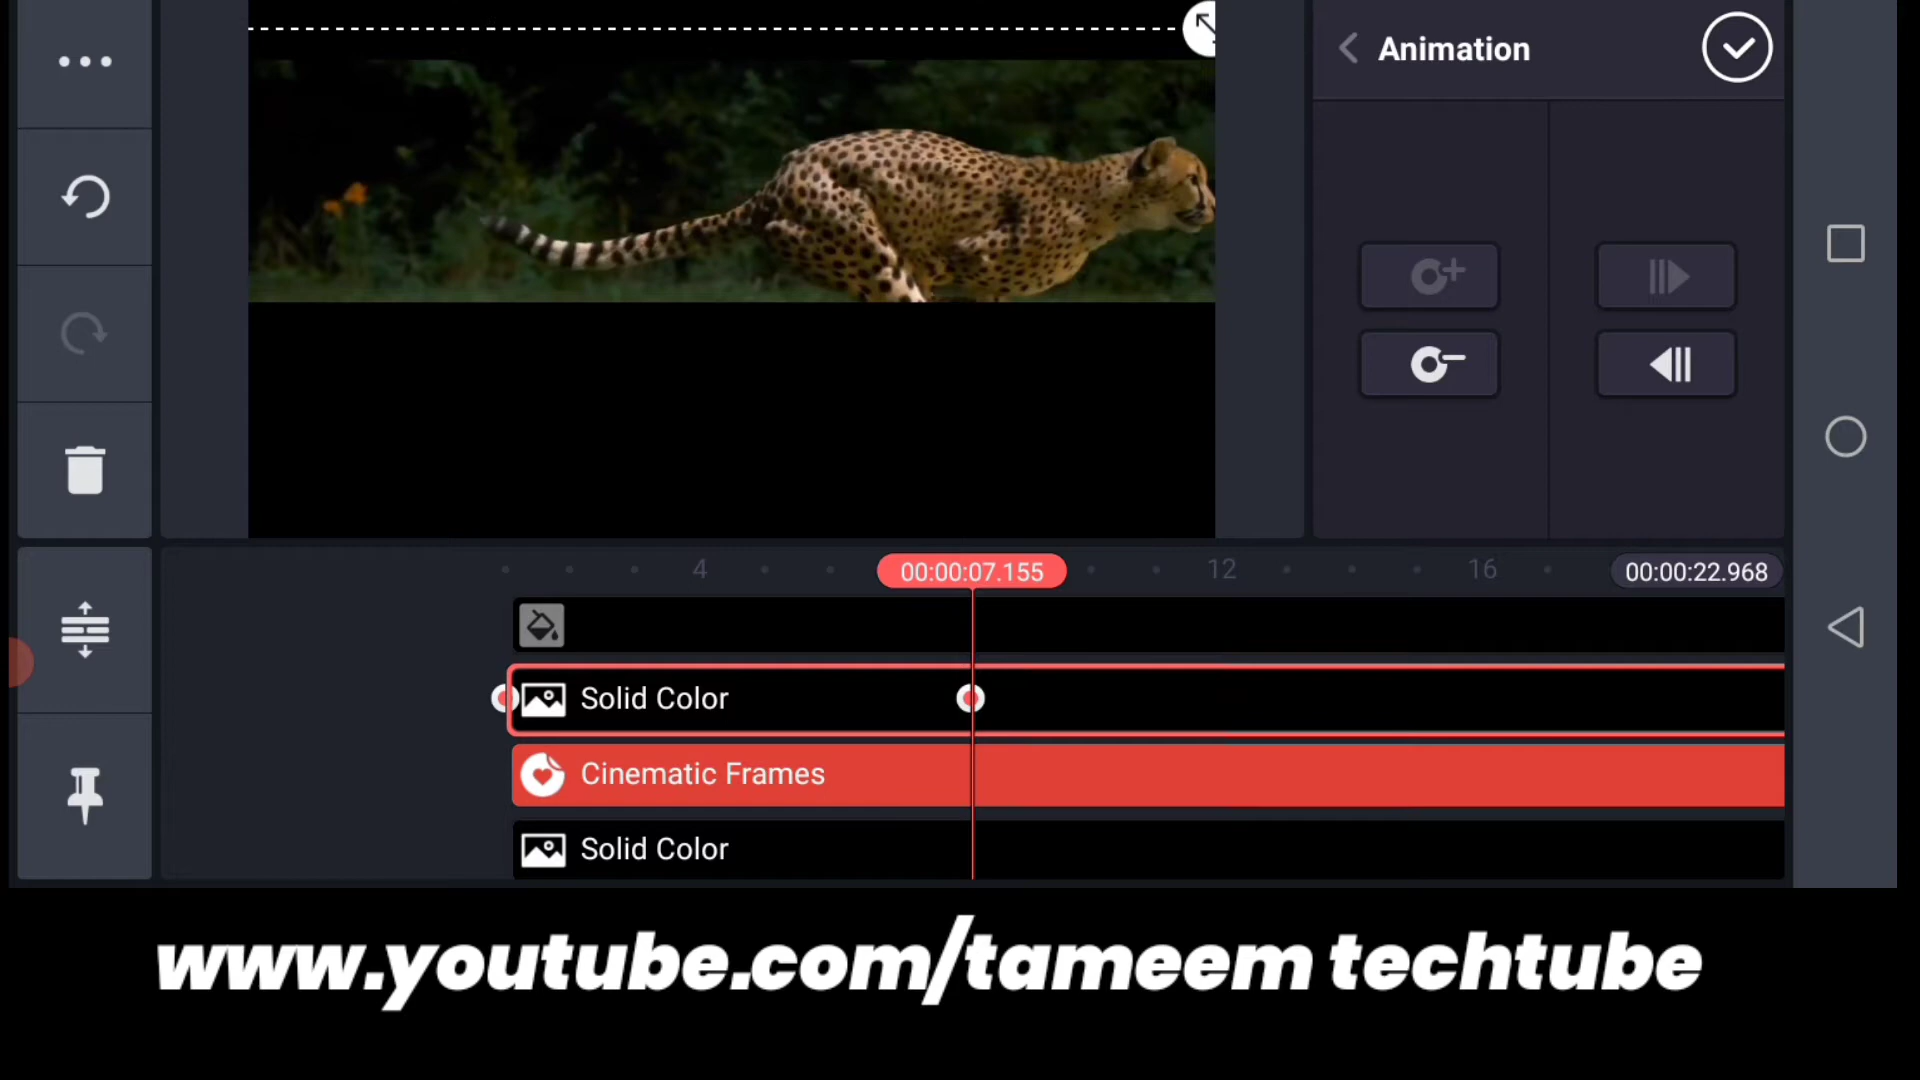 Animation
4
00:00:07.155
12
16
00:00:22.968
Solid Color
Cinematic Frames
Solid Color
www.youtube.com/tameem techtube